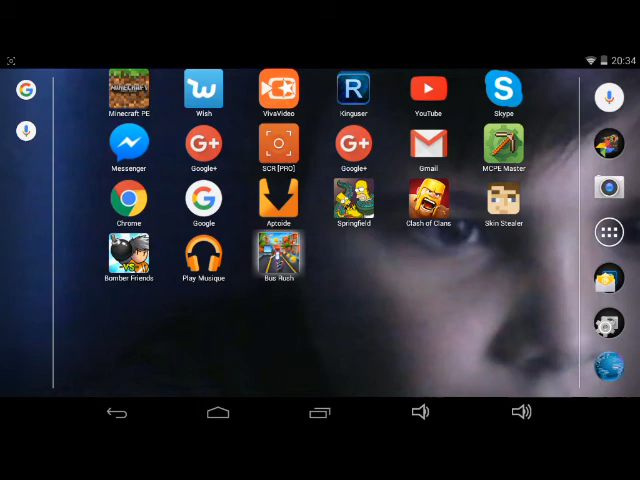 20:34
Minecraft PE
Wish
VivaVideo
Kinguser
YouTube
Skype
Messenger
Google+
SCR [PRO]
Google+
Gmail
MCPE Master
Chrome
Google
Aptoide
Springfield
Clash of Clans
Skin Stealer
Bomber Friends
Play Musique
Bus Rush